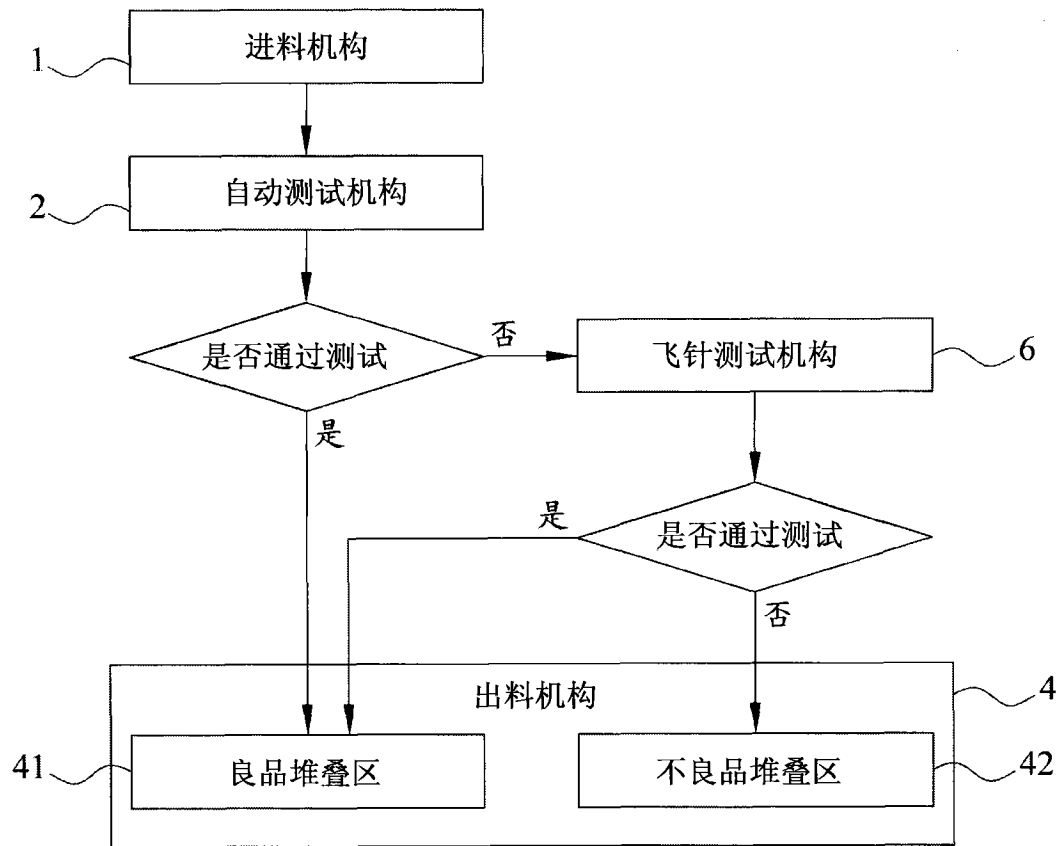 进料机构
1
自动测试机构
2
是否通过测试
否
飞针测试机构
6
是
是
是否通过测试
否
出料机构
4
41
良品堆叠区
不良品堆叠区
42